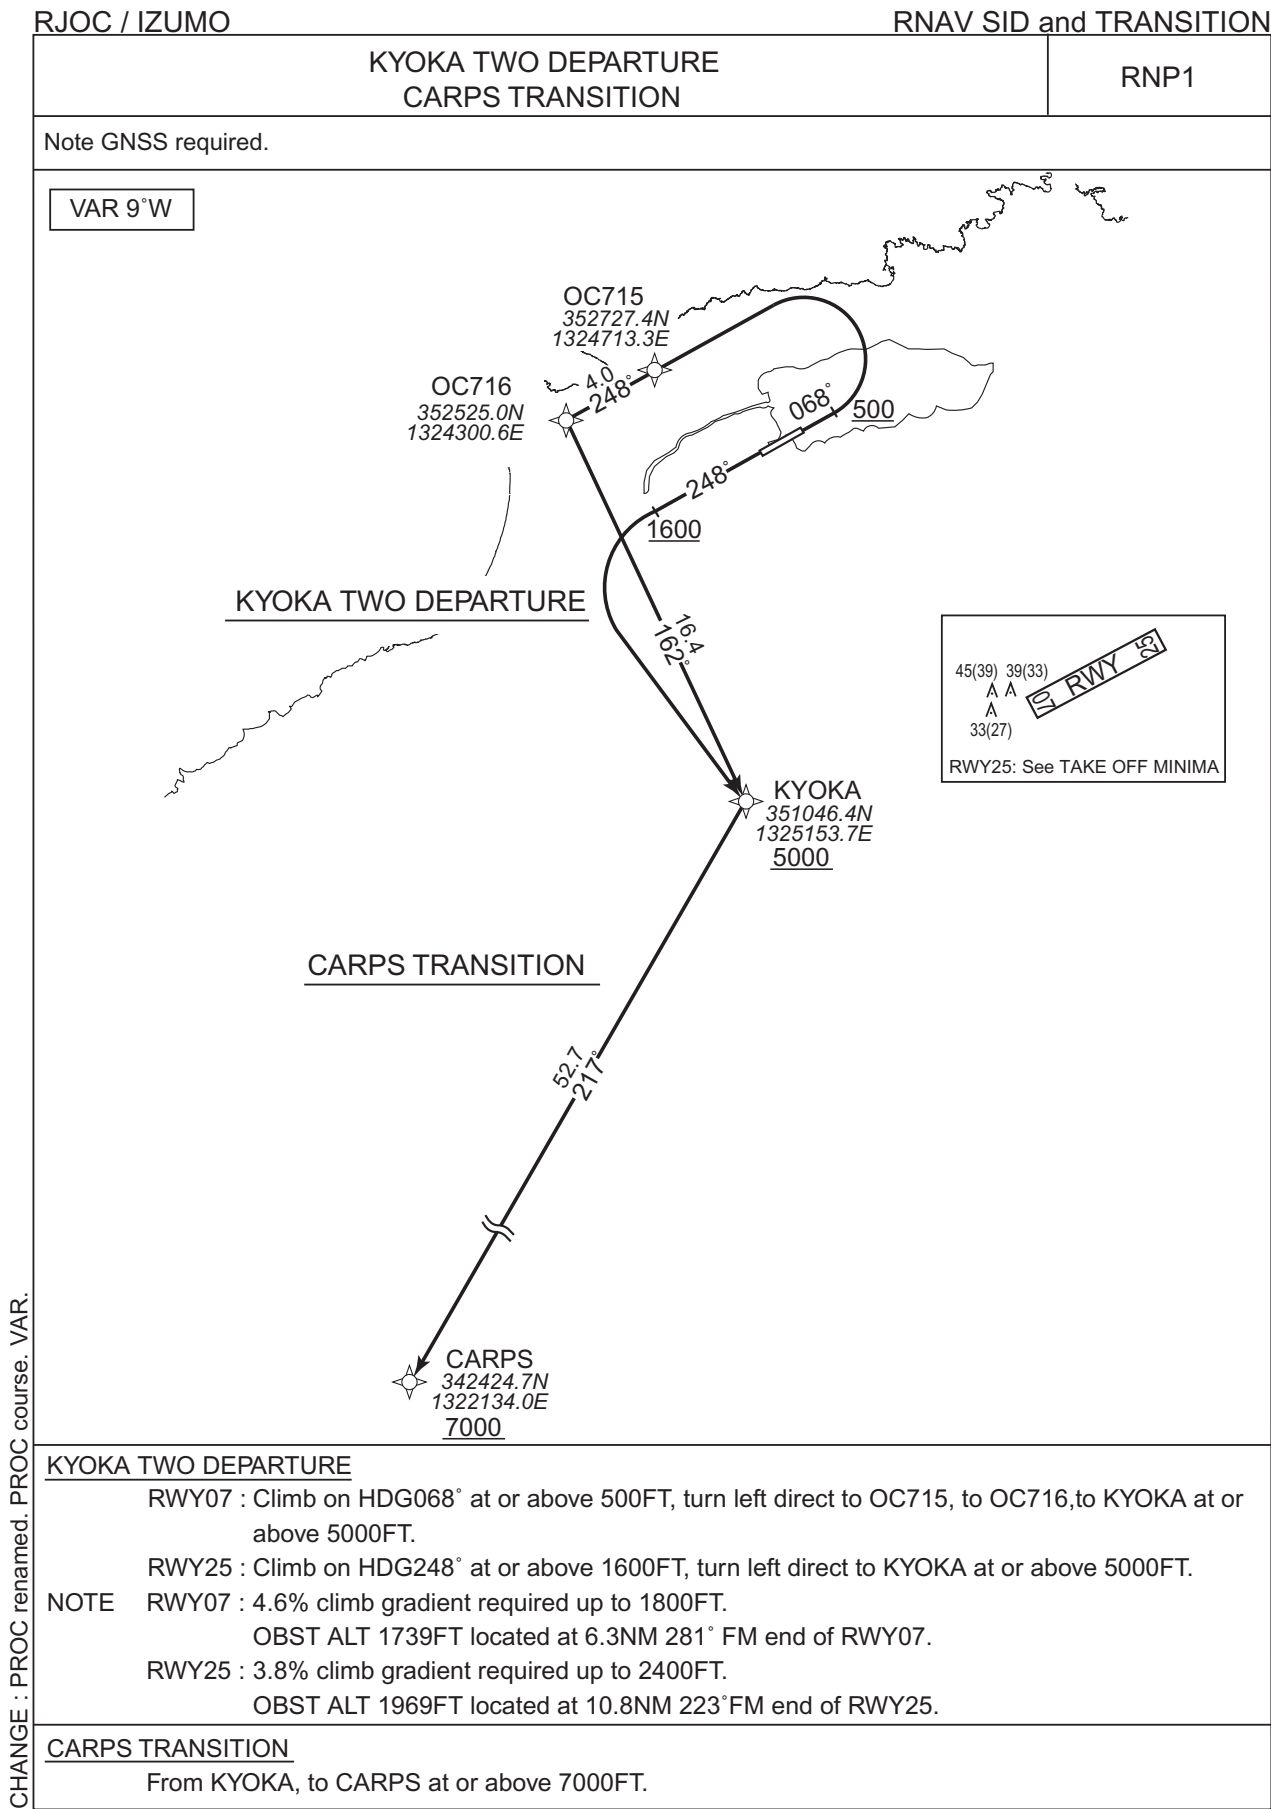 RJOC / IZUMO
RNAV SID and TRANSITION
KYOKA TWO DEPARTURE
CARPS TRANSITION
RNP1
Note GNSS required.
VAR 9˚W
OC715
352727.4N
1324713.3E
4.0
248˚
OC716
352525.0N
1324300.6E
068˚
500
248˚
1600
KYOKA TWO DEPARTURE
16.4
162˚
45(39) 39(33)
33(27)
07 RWY 25
RWY25: See TAKE OFF MINIMA
KYOKA
351046.4N
1325153.7E
5000
CARPS TRANSITION
52.7
217˚
CARPS
342424.7N
1322134.0E
7000
KYOKA TWO DEPARTURE
RWY07 : Climb on HDG068˚ at or above 500FT, turn left direct to OC715, to OC716,to KYOKA at or
above 5000FT.
RWY25 : Climb on HDG248˚ at or above 1600FT, turn left direct to KYOKA at or above 5000FT.
NOTE RWY07 : 4.6% climb gradient required up to 1800FT.
OBST ALT 1739FT located at 6.3NM 281˚ FM end of RWY07.
RWY25 : 3.8% climb gradient required up to 2400FT.
OBST ALT 1969FT located at 10.8NM 223˚FM end of RWY25.
CARPS TRANSITION
From KYOKA, to CARPS at or above 7000FT.
CHANGE : PROC renamed. PROC course. VAR.